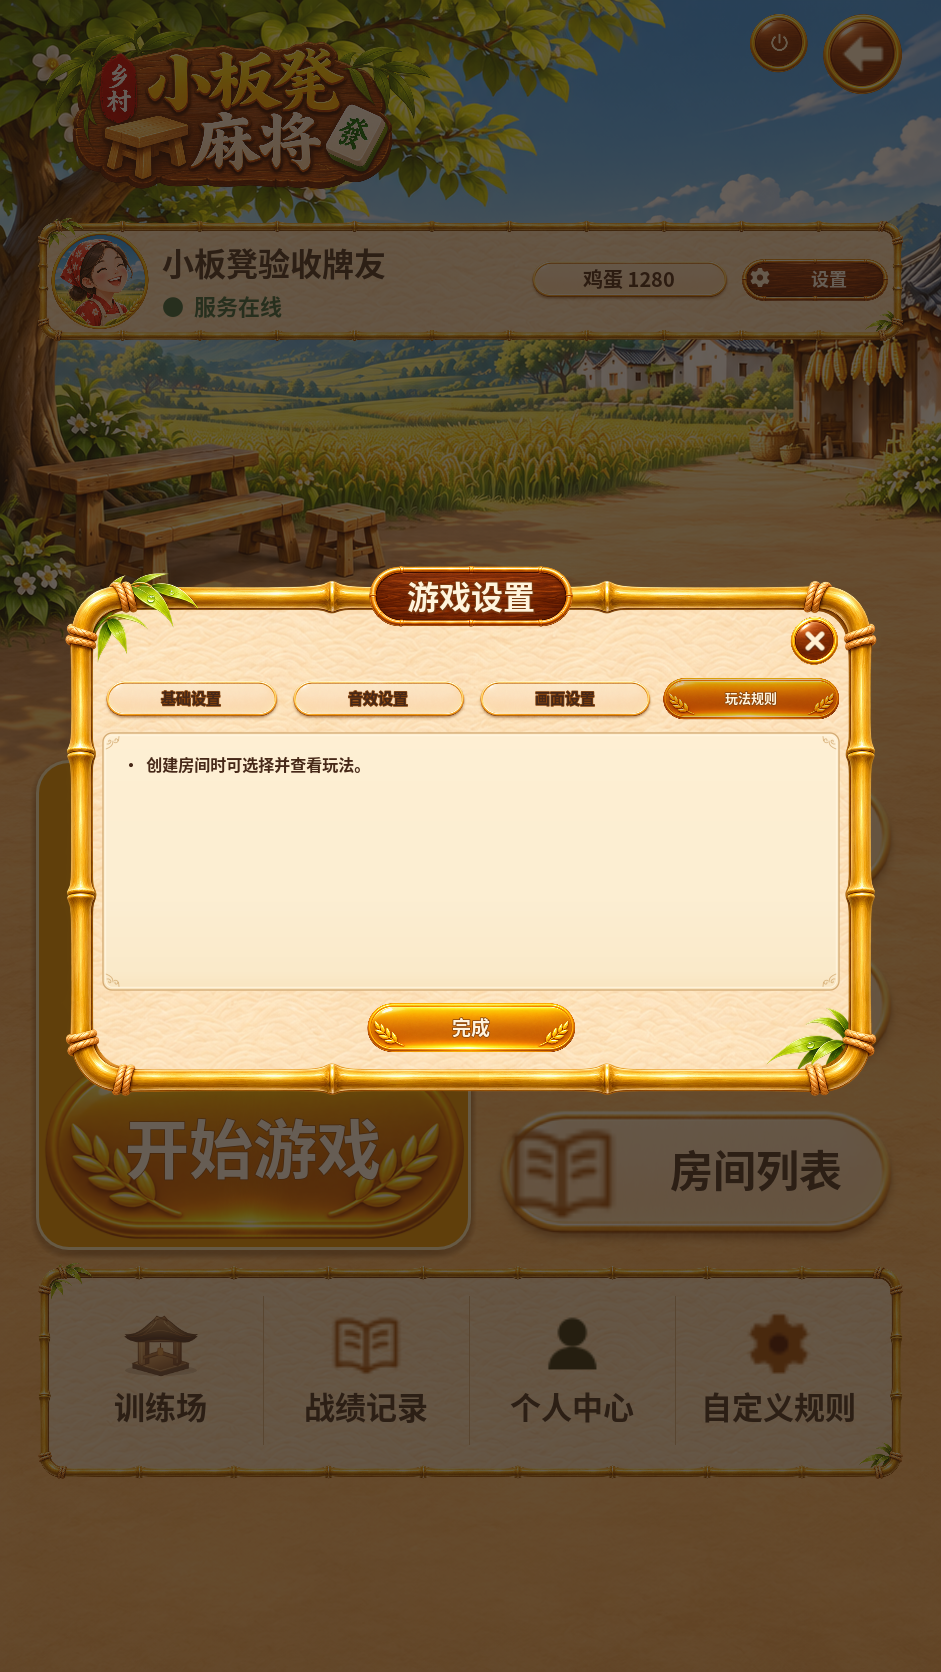 乡村
小板凳
麻将
發
小板凳验收牌友
服务在线
鸡蛋 1280
设置
游戏设置
基础设置
音效设置
画面设置
玩法规则
• 创建房间时可选择并查看玩法。
完成
开始游戏
房间列表
训练场
战绩记录
个人中心
自定义规则